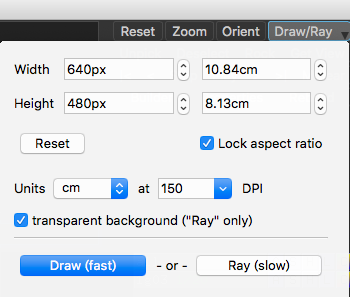 Reset Zoom Orient Draw/Ray
Width 640px 10.84cm
Height 480px 8.13cm
Reset Lock aspect ratio
Units cm at 150 DPI
transparent background ("Ray" only)
Draw (fast) - or - Ray (slow)